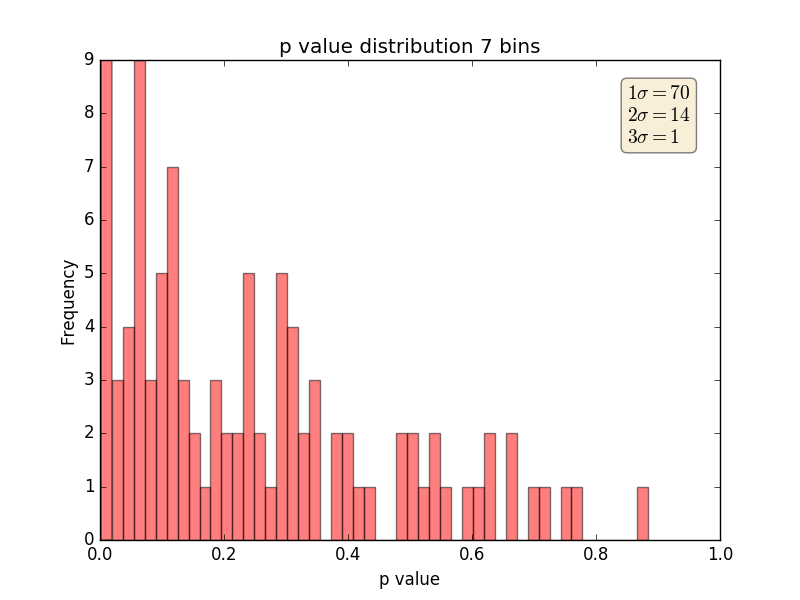 p value distribution 7 bins
1σ = 70
2σ = 14
3σ = 1
Frequency
9
8
7
6
5
4
3
2
1
0
0.0 0.2 0.4 0.6 0.8 1.0
p value